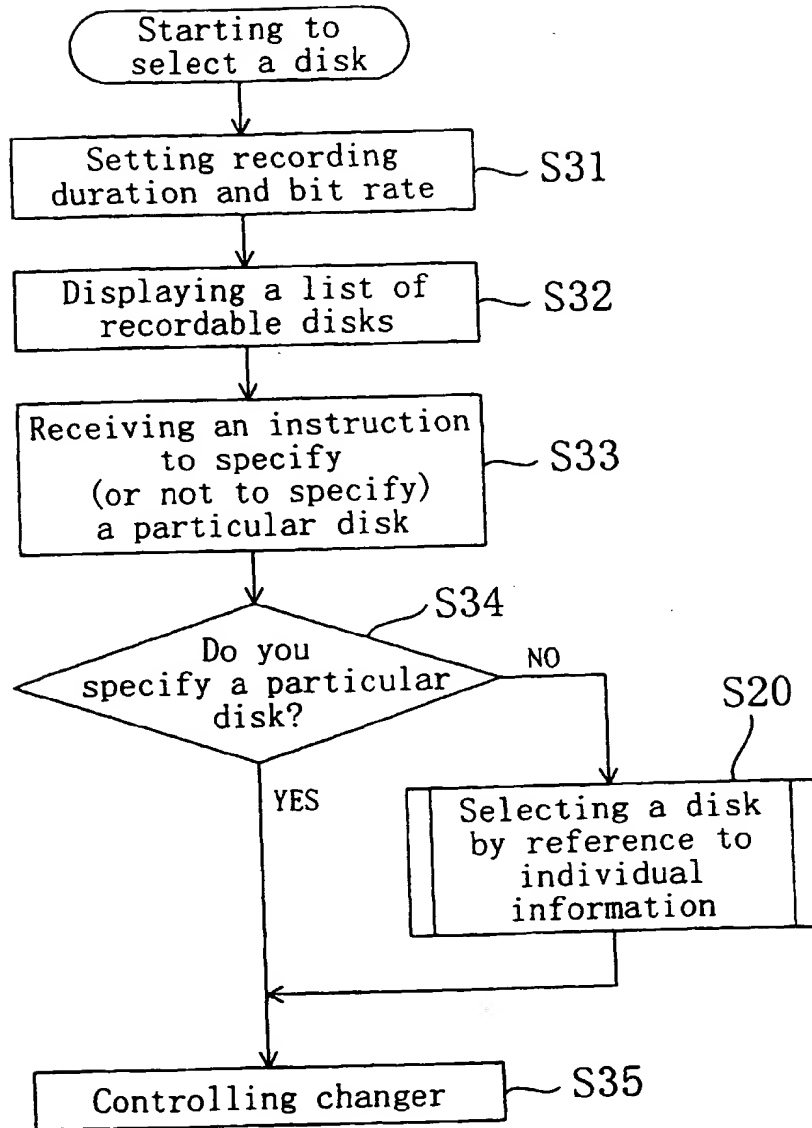 Starting to
select a disk
Setting recording
duration and bit rate
S31
Displaying a list of
recordable disks
S32
Receiving an instruction
to specify
(or not to specify)
a particular disk
S33
S34
Do you
specify a particular
disk?
NO
YES
S20
Selecting a disk
by reference to
individual
information
Controlling changer
S35